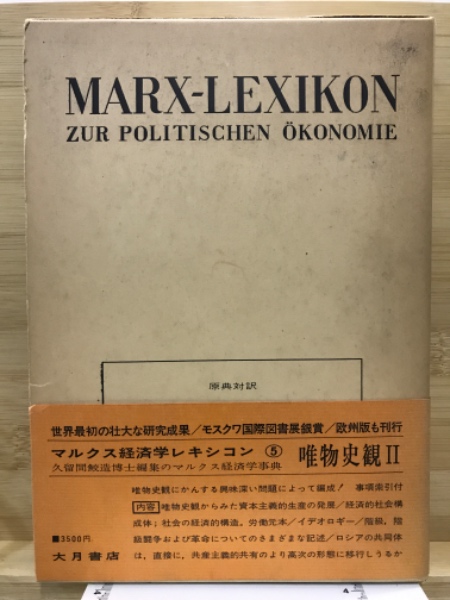 MARX-LEXIKON
ZUR POLITISCHEN ÖKONOMIE
原典対訳
世界最初の壮大な研究成果/モスクワ国際図書展銀賞/欧州版も刊行
マルクス経済学レキシコン ⑤ 唯物史観II
久留間鮫造博士編集のマルクス経済学事典
唯物史観にかんする興味深い問題によって編成! 事項索引付
内容 唯物史観からみた資本主義的生産の発展/経済的社会構
成体:社会の経済的構造,労働元本/イデオロギー/階級,階
級闘争および革命についてのさまざまな記述/ロシアの共同体
は,直接に,共産主義的共有のより高次の形態に移行しうるか
■3500円
大月書店